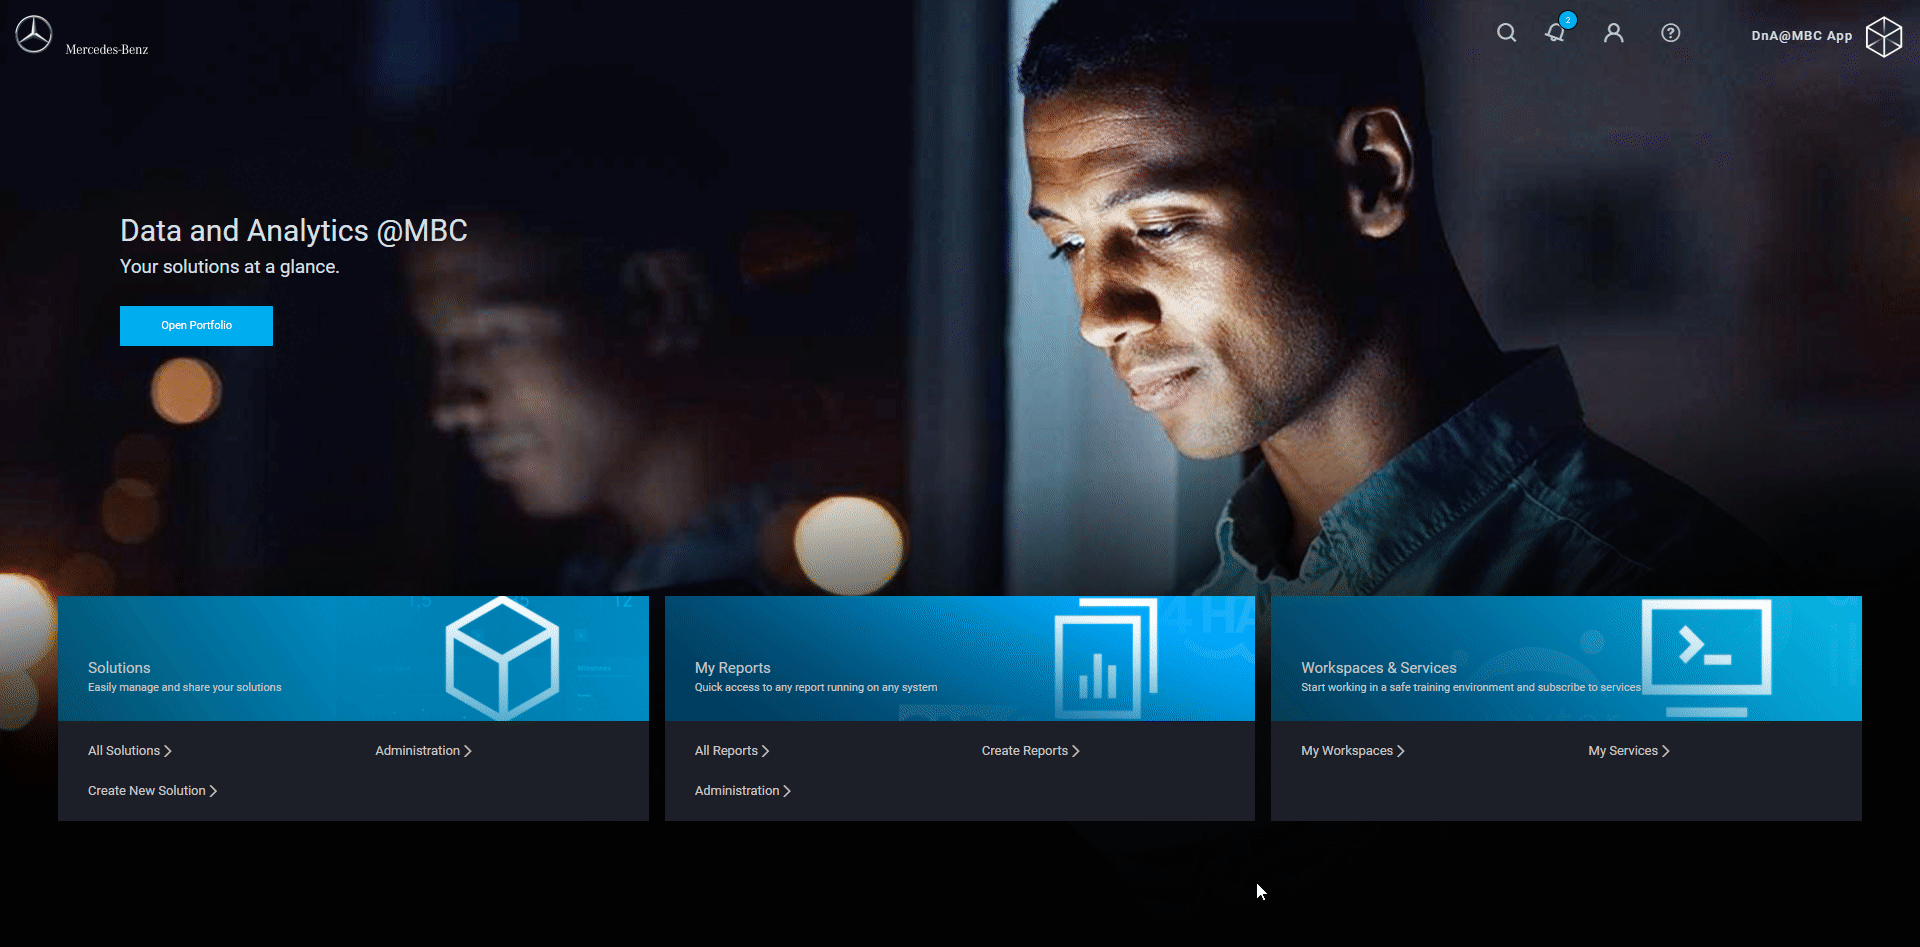 Mercedes-Benz
2
DnA@MBC App
Data and Analytics @MBC
Your solutions at a glance.
Open Portfolio
Solutions
Easily manage and share your solutions
All Solutions
Administration
Create New Solution
My Reports
Quick access to any report running on any system
All Reports
Create Reports
Administration
Workspaces & Services
Start working in a safe training environment and subscribe to services
My Workspaces
My Services